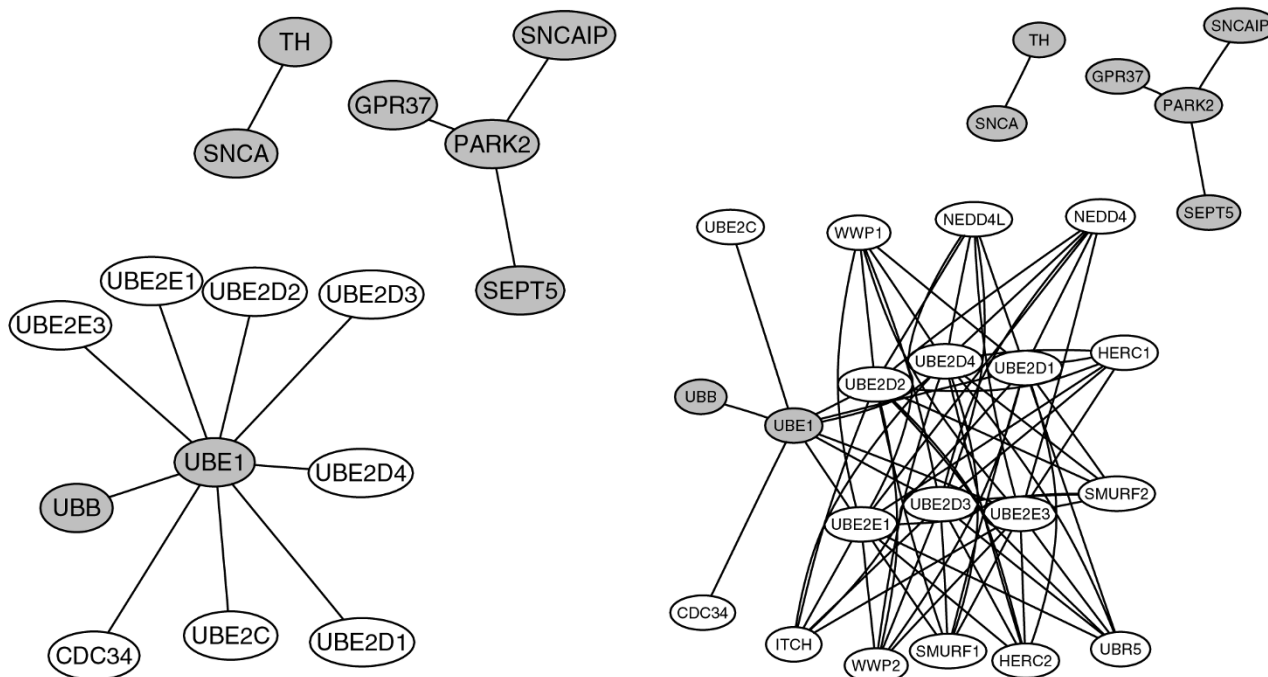 TH
SNCAIP
GPR37
PARK2
SNCA
SEPT5
UBE2E1
UBE2D2
UBE2D3
UBE2E3
UBE1
UBE2D4
UBB
CDC34
UBE2C
UBE2D1
TH
SNCAIP
GPR37
PARK2
SNCA
SEPT5
UBE2C
WWP1
NEDD4L
NEDD4
HERC1
UBE2D4
UBE2D1
UBE2D2
UBB
UBE1
SMURF2
UBE2D3
UBE2E3
UBE2E1
CDC34
ITCH
WWP2
SMURF1
HERC2
UBR5